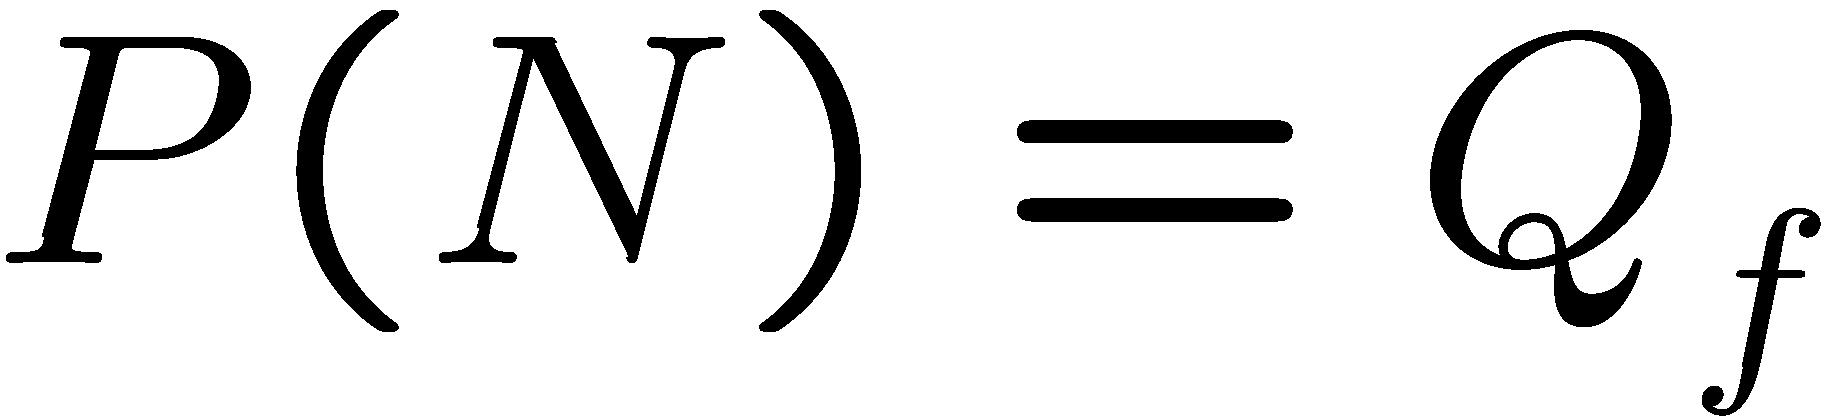 P(N) = Q_f